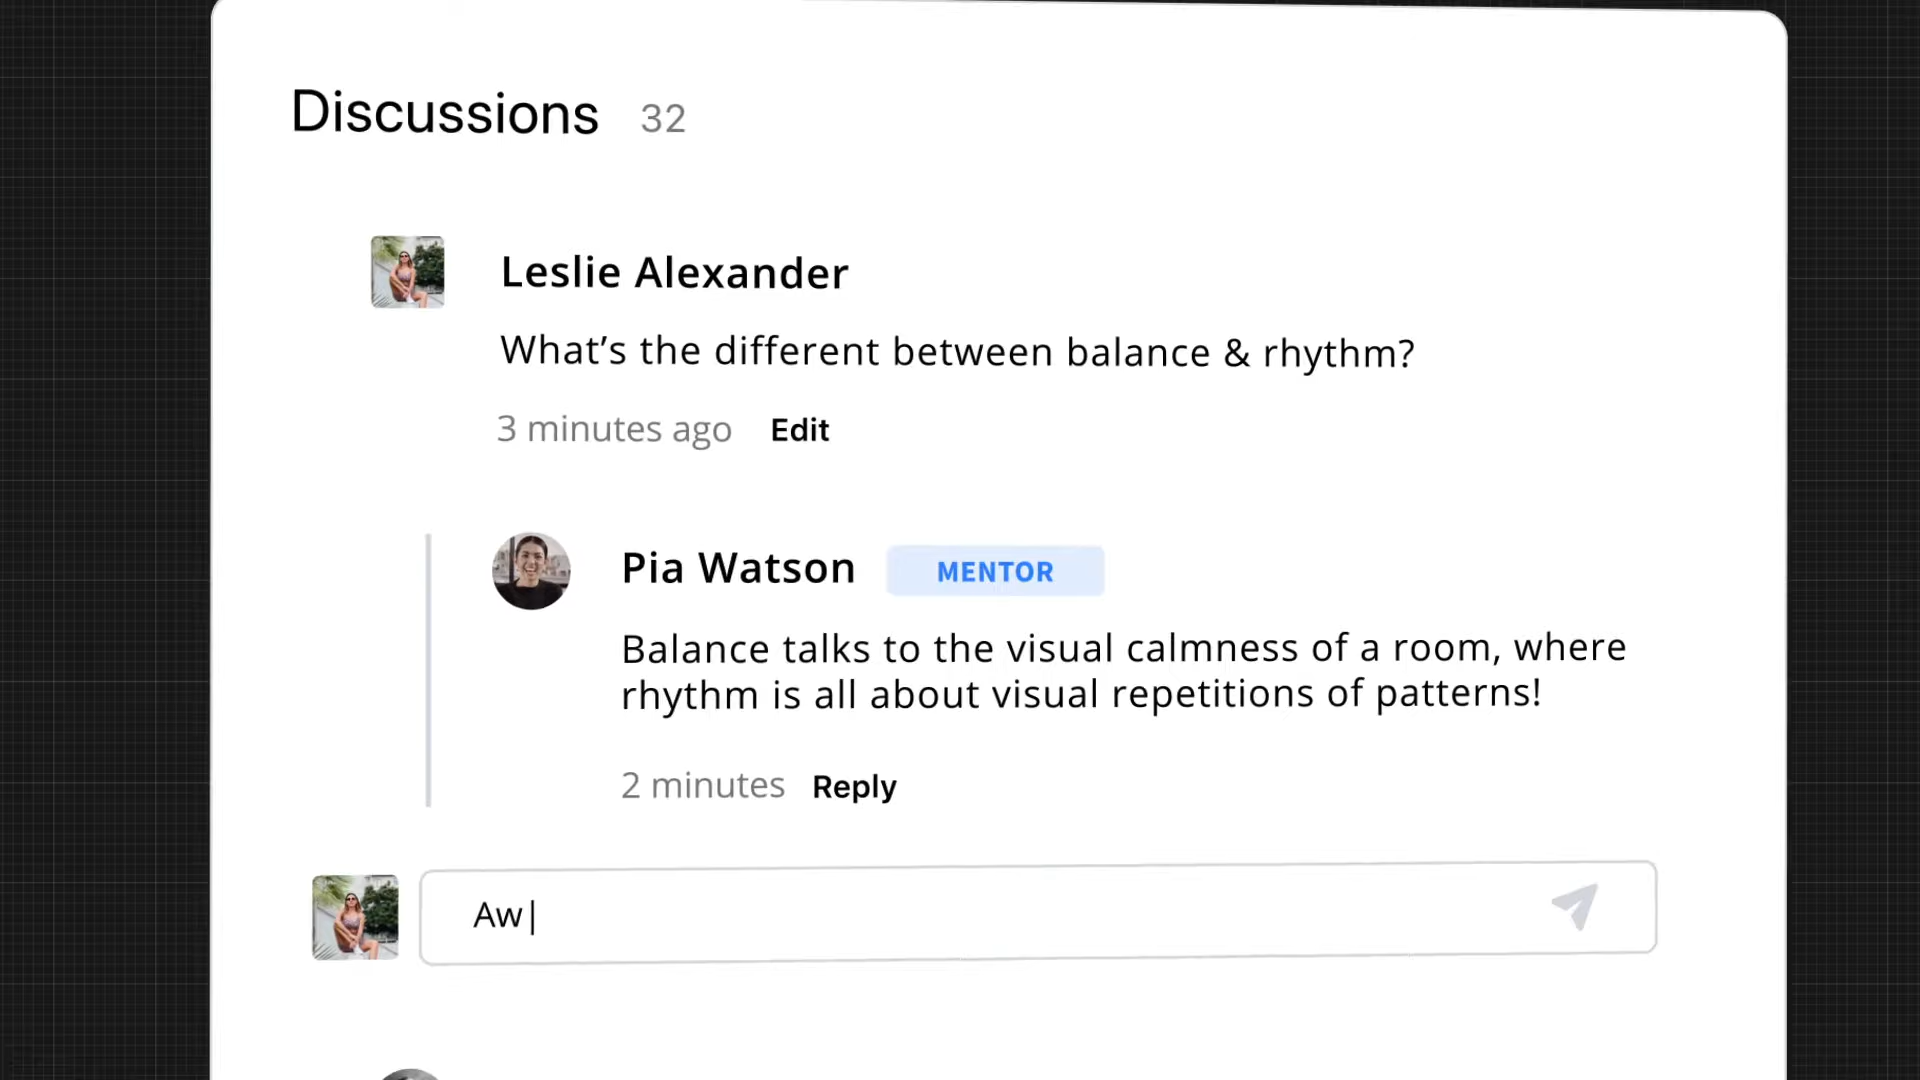 Discussions 32
Leslie Alexander
What’s the different between balance & rhythm?
3 minutes ago Edit
Pia Watson MENTOR
Balance talks to the visual calmness of a room, where
rhythm is all about visual repetitions of patterns!
2 minutes Reply
Aw